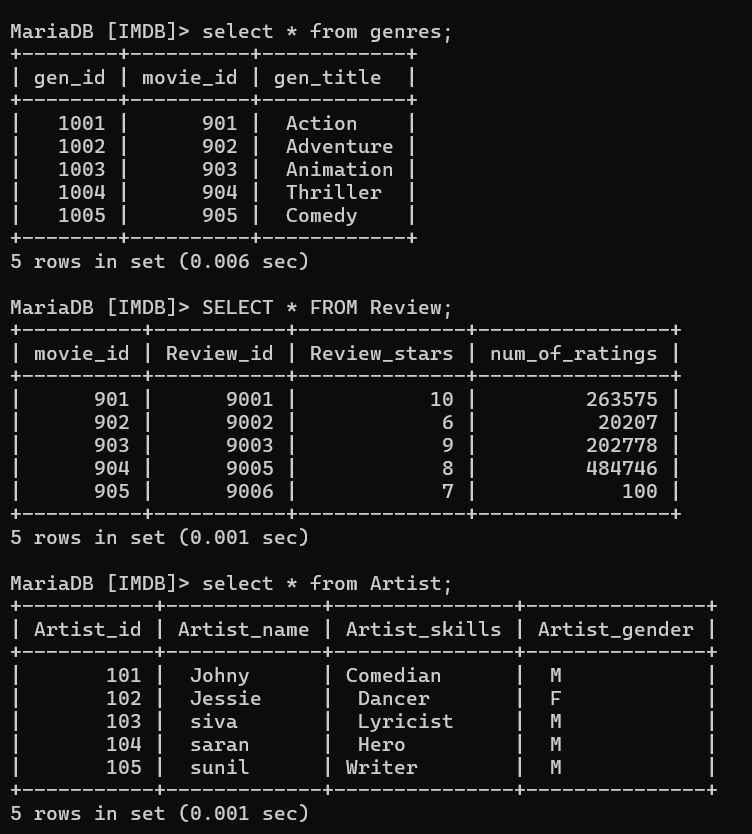 MariaDB [IMDB]> select * from genres;
+--------+----------+------------+
| gen_id | movie_id | gen_title  |
+--------+----------+------------+
|   1001 |      901 |  Action    |
|   1002 |      902 |  Adventure |
|   1003 |      903 |  Animation |
|   1004 |      904 |  Thriller  |
|   1005 |      905 |  Comedy    |
+--------+----------+------------+
5 rows in set (0.006 sec)

MariaDB [IMDB]> SELECT * FROM Review;
+----------+-----------+--------------+----------------+
| movie_id | Review_id | Review_stars | num_of_ratings |
+----------+-----------+--------------+----------------+
|      901 |      9001 |           10 |         263575 |
|      902 |      9002 |            6 |          20207 |
|      903 |      9003 |            9 |         202778 |
|      904 |      9005 |            8 |         484746 |
|      905 |      9006 |            7 |            100 |
+----------+-----------+--------------+----------------+
5 rows in set (0.001 sec)

MariaDB [IMDB]> select * from Artist;
+-----------+-------------+---------------+---------------+
| Artist_id | Artist_name | Artist_skills | Artist_gender |
+-----------+-------------+---------------+---------------+
|       101 |  Johny      | Comedian      |  M            |
|       102 |  Jessie     |  Dancer       |  F            |
|       103 |  siva       |  Lyricist     |  M            |
|       104 |  saran      |  Hero         |  M            |
|       105 |  sunil      | Writer        |  M            |
+-----------+-------------+---------------+---------------+
5 rows in set (0.001 sec)